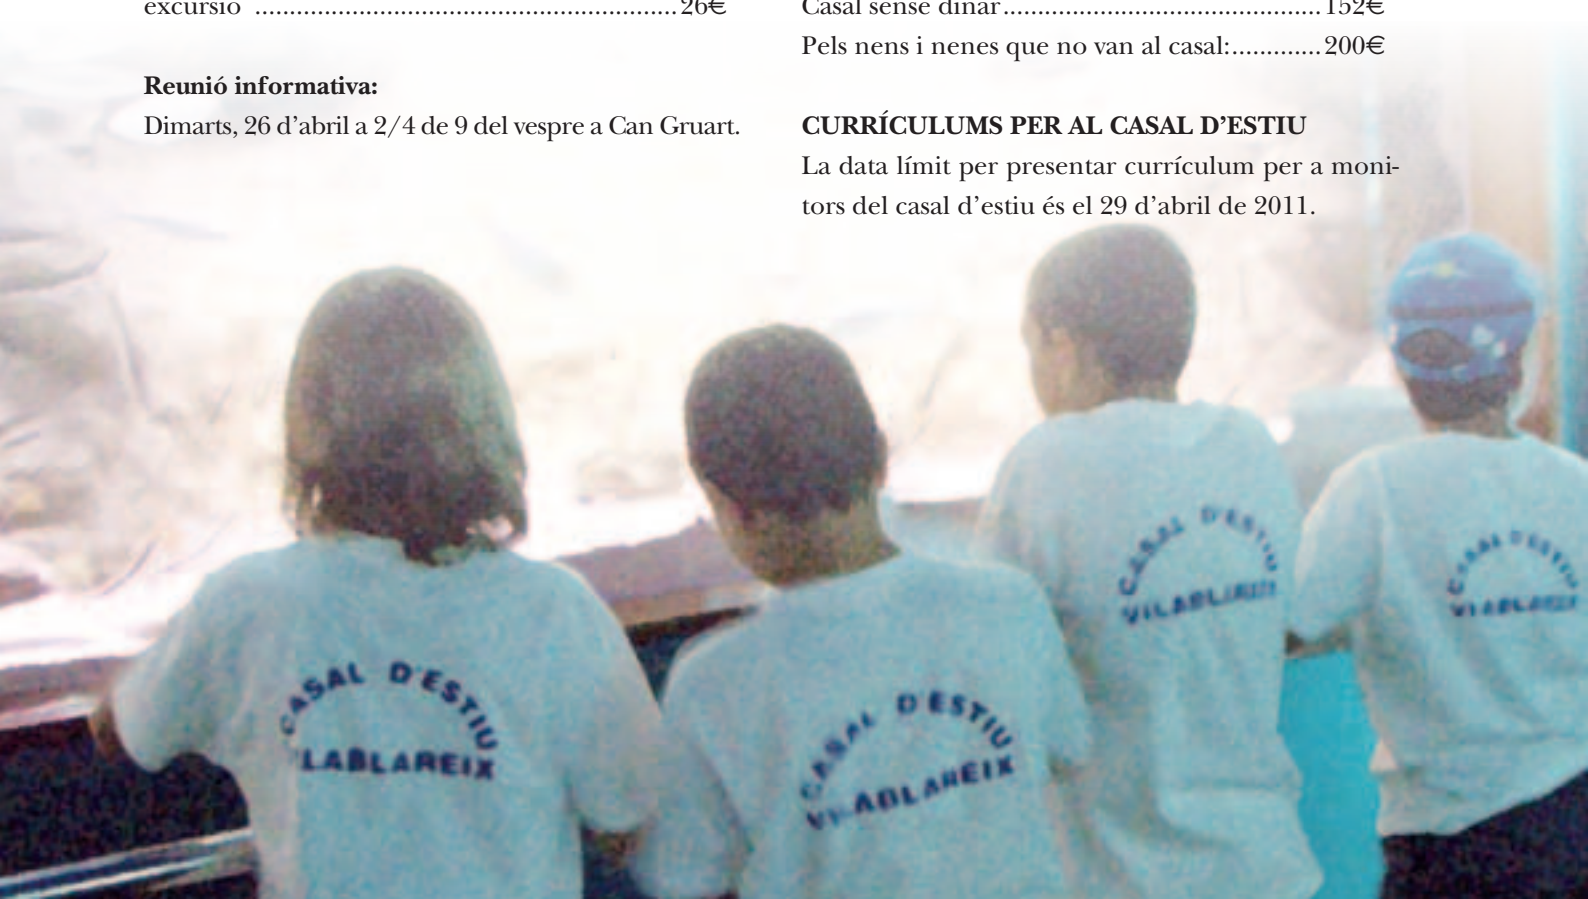 excursió ........................................................................ 26€
Reunió informativa:
Dimarts, 26 d’abril a 2/4 de 9 del vespre a Can Gruart.
Casal sense dinar ...................................................... 152€
Pels nens i nenes que no van al casal: ............. 200€
CURRÍCULUMS PER AL CASAL D’ESTIU
La data límit per presentar currículum per a moni-
tors del casal d’estiu és el 29 d’abril de 2011.
CASAL D'ESTIU
VILABLAREIX
CASAL D'ESTIU
VILABLAREIX
CASAL D'ESTIU
LABLAREIX
CASAL D'ESTIU
VILABLAREIX